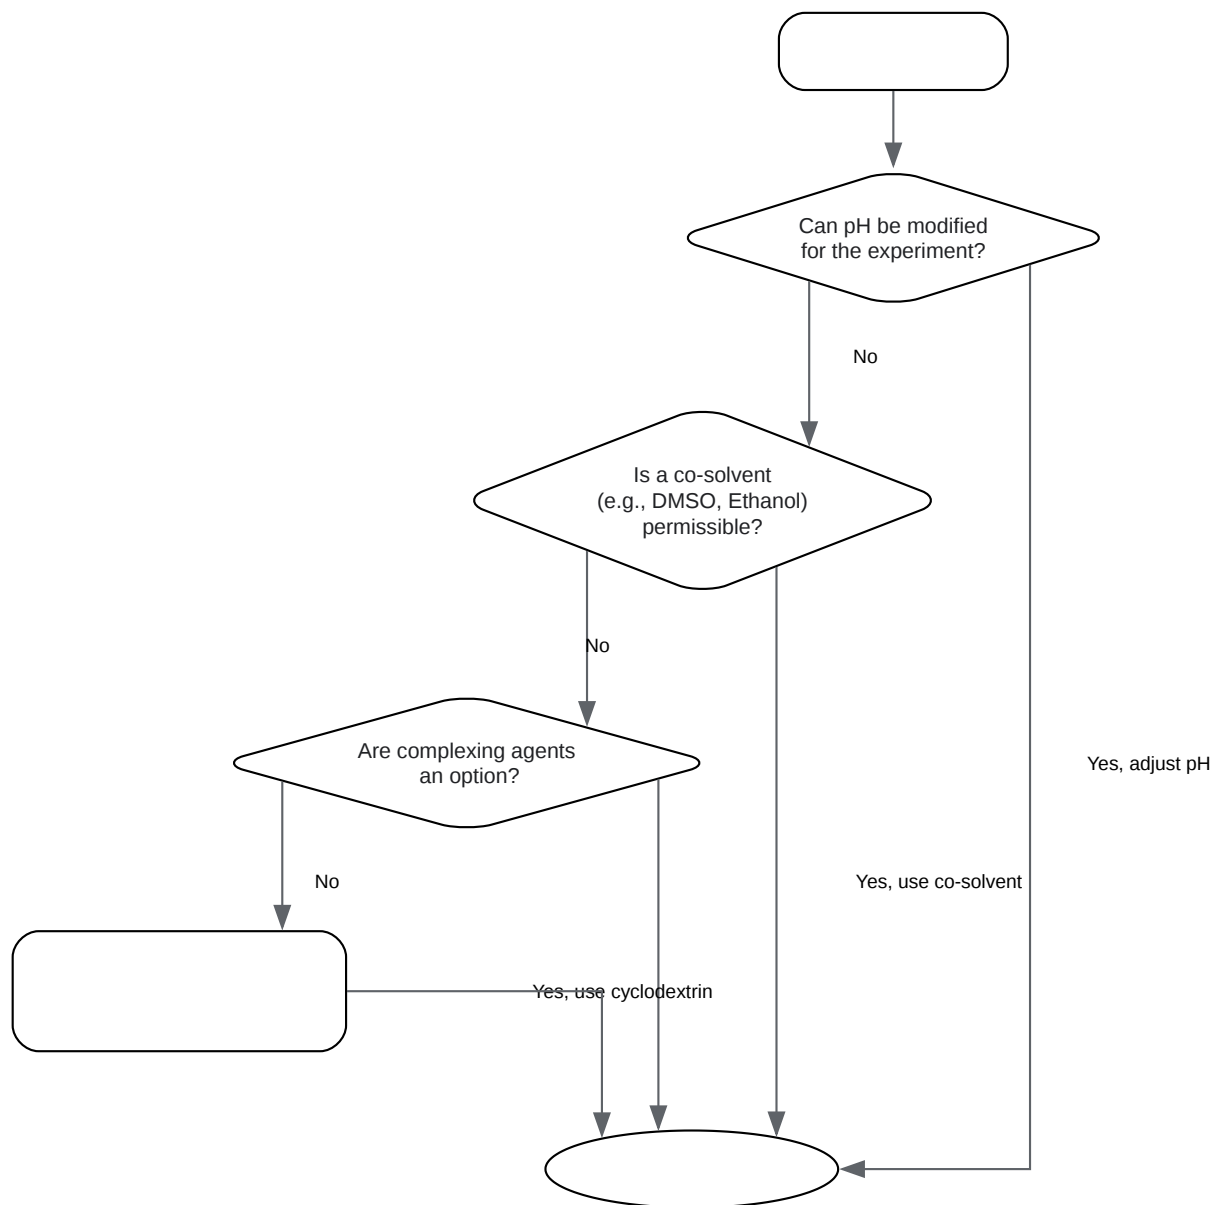 Can pH be modified
for the experiment?
No
Is a co-solvent
(e.g., DMSO, Ethanol)
permissible?
No
Are complexing agents
an option?
Yes, adjust pH
No
Yes, use co-solvent
Yes, use cyclodextrin